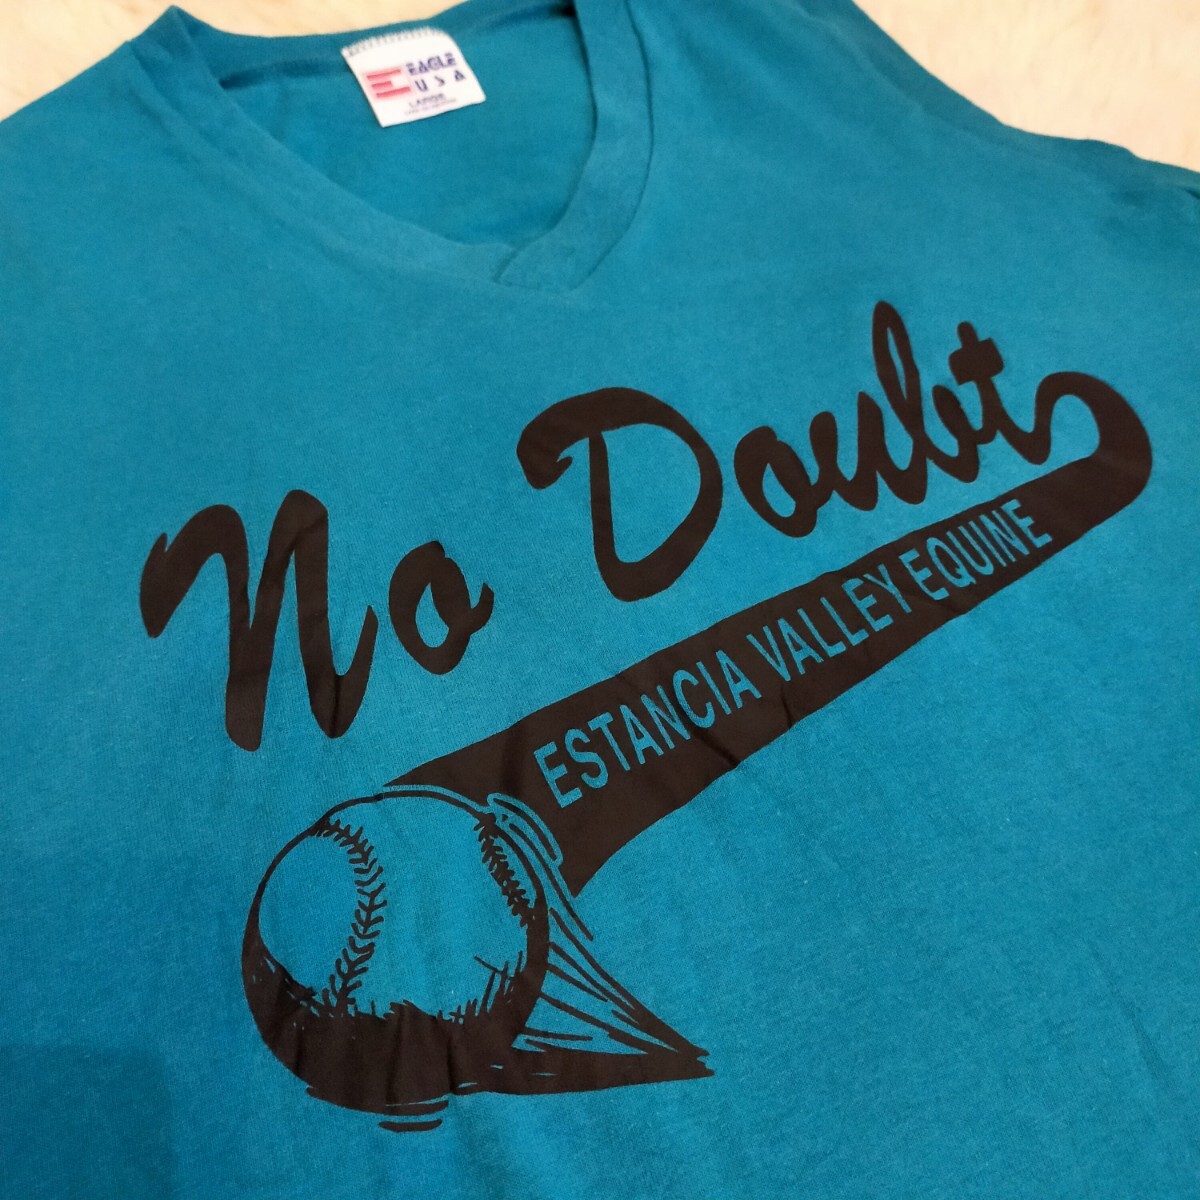 EAGLE
USA
LARGE
No Doubt
ESTANCIA VALLEY EQUINE